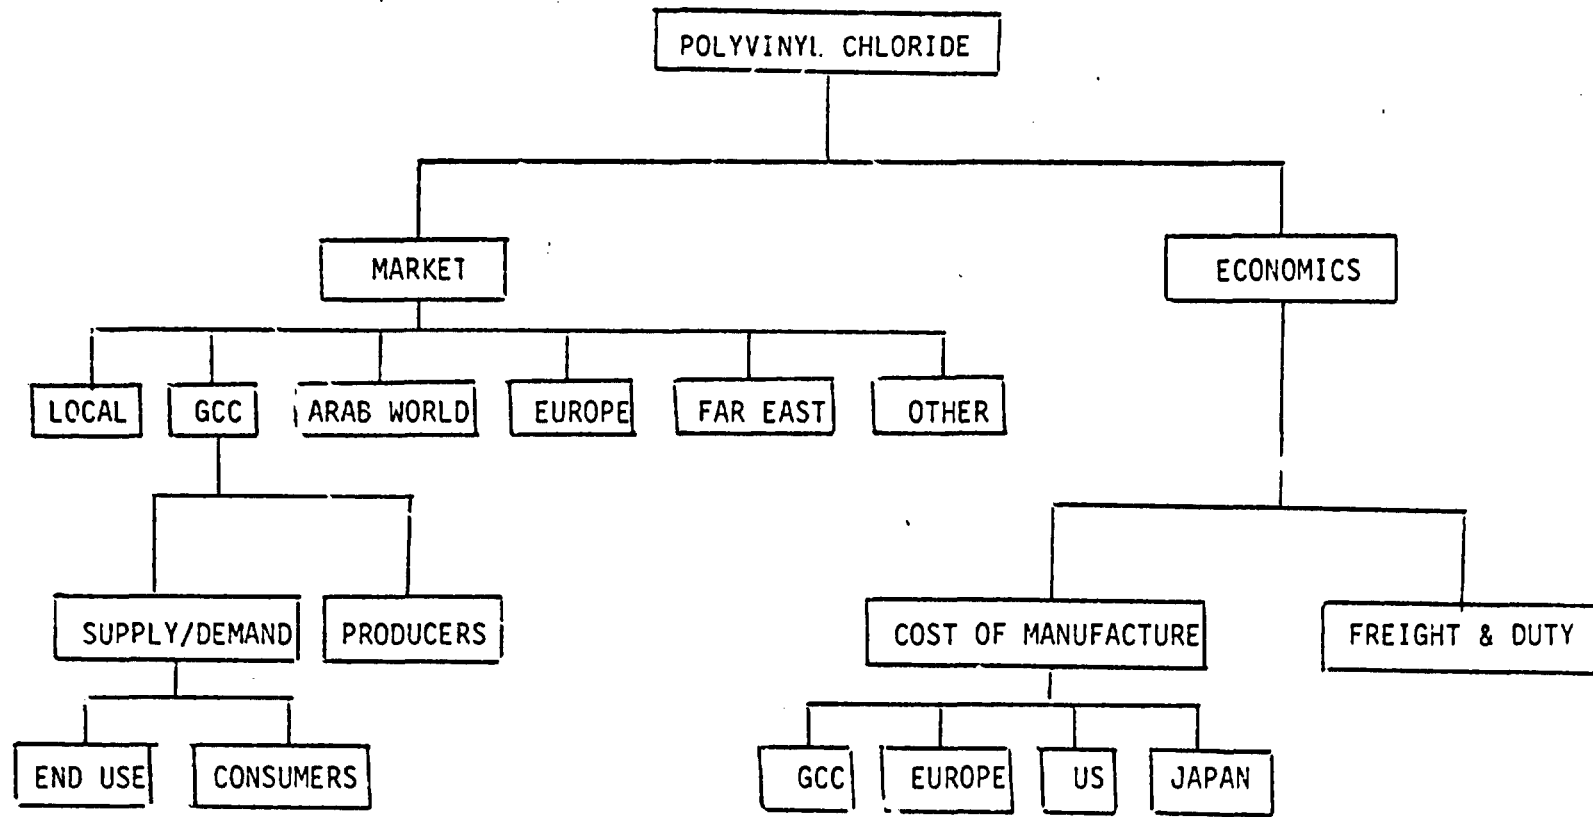 POLYVINYL CHLORIDE
MARKET
ECONOMICS
LOCAL
GCC
ARAB WORLD
EUROPE
FAR EAST
OTHER
SUPPLY/DEMAND
PRODUCERS
COST OF MANUFACTURE
FREIGHT & DUTY
END USE
CONSUMERS
GCC
EUROPE
US
JAPAN